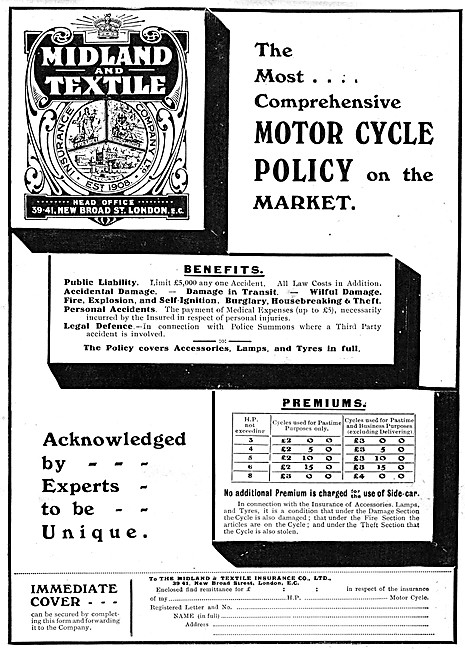 MIDLAND
AND
TEXTILE
INSURANCE COMPANY LTD
EST 1908
HEAD OFFICE
39-41, NEW BROAD ST. LONDON, E.C.
The
Most . . . .
Comprehensive
MOTOR CYCLE
POLICY on the
MARKET.
BENEFITS.
Public Liability. Limit £5,000 any one Accident. All Law Costs in Addition.
Accidental Damage. — Damage in Transit. — Wilful Damage.
Fire, Explosion, and Self-Ignition. Burglary, Housebreaking & Theft.
Personal Accidents. The payment of Medical Expenses (up to £5), necessarily
incurred by the Insured in respect of personal injuries.
Legal Defence.—In connection with Police Summons where a Third Party
accident is involved.
The Policy covers Accessories, Lamps, and Tyres in full.
Acknowledged
by - - -
Experts -
to be - -
Unique.
PREMIUMS.
H.P. not exceeding
Cycles used for Pastime Purposes only.
Cycles used for Pastime and Business Purposes (excluding Delivering).
3 £2 0 0 £3 0 0
4 £2 5 0 £3 5 0
5 £2 10 0 £3 10 0
6 £2 15 0 £3 15 0
8 £3 0 0 £4 0 0
No additional Premium is charged for the use of Side-car.
In connection with the Insurance of Accessories, Lamps,
and Tyres, it is a condition that under the Damage Section
the Cycle is also damaged; that under the Fire Section the
articles are on the Cycle; and under the Theft Section that
the Cycle is also stolen.
IMMEDIATE
COVER - - -
can be secured by complet-
ing this form and forwarding
it to the Company.
To THE MIDLAND & TEXTILE INSURANCE CO., LTD.,
39-41, New Broad Street, London, E.C.
Enclosed find remittance for £ : : in respect of the insurance
of my H.P. Motor Cycle.
Registered Letter and No.
NAME (in full)
Address